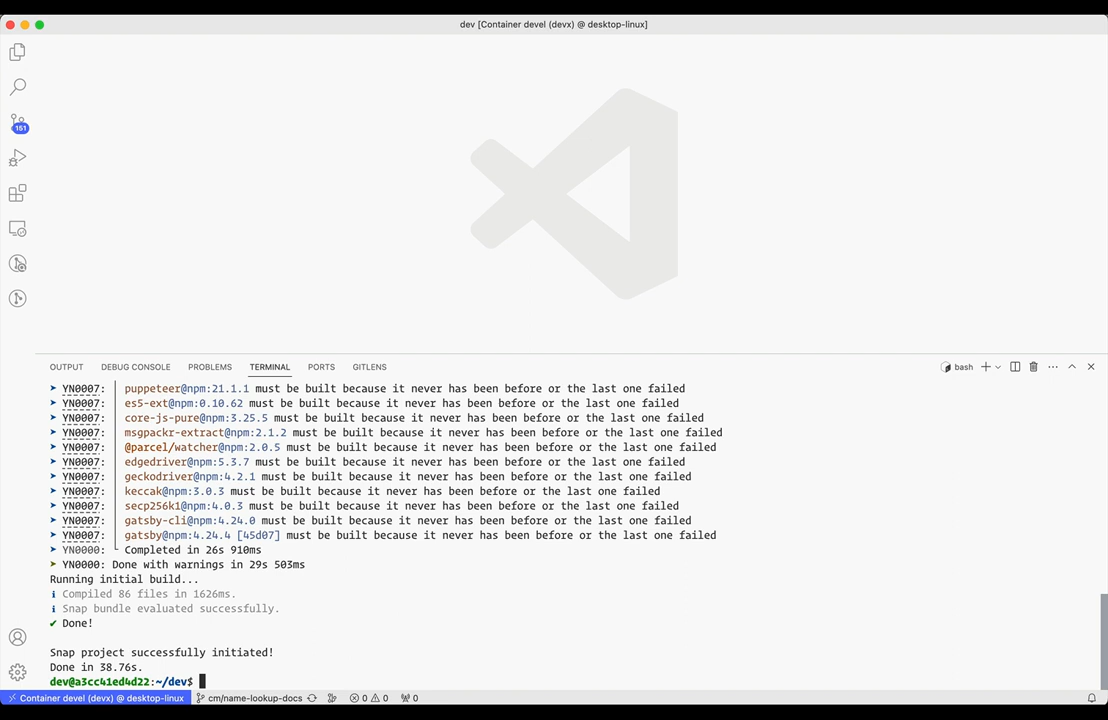 dev [Container devel (devx) @ desktop-linux]
151
OUTPUT DEBUG CONSOLE PROBLEMS TERMINAL PORTS GITLENS bash
➤ YN0007: │ puppeteer@npm:21.1.1 must be built because it never has been before or the last one failed
➤ YN0007: │ es5-ext@npm:0.10.62 must be built because it never has been before or the last one failed
➤ YN0007: │ core-js-pure@npm:3.25.5 must be built because it never has been before or the last one failed
➤ YN0007: │ msgpackr-extract@npm:2.1.2 must be built because it never has been before or the last one failed
➤ YN0007: │ @parcel/watcher@npm:2.0.5 must be built because it never has been before or the last one failed
➤ YN0007: │ edgedriver@npm:5.3.7 must be built because it never has been before or the last one failed
➤ YN0007: │ geckodriver@npm:4.2.1 must be built because it never has been before or the last one failed
➤ YN0007: │ keccak@npm:3.0.3 must be built because it never has been before or the last one failed
➤ YN0007: │ secp256k1@npm:4.0.3 must be built because it never has been before or the last one failed
➤ YN0007: │ gatsby-cli@npm:4.24.0 must be built because it never has been before or the last one failed
➤ YN0007: │ gatsby@npm:4.24.4 [45d07] must be built because it never has been before or the last one failed
➤ YN0000: └ Completed in 26s 910ms
➤ YN0000: Done with warnings in 29s 503ms
Running initial build...
ℹ Compiled 86 files in 1626ms.
ℹ Snap bundle evaluated successfully.
✔ Done!
Snap project successfully initiated!
Done in 38.76s.
dev@a3cc41ed4d22:~/dev$
Container devel (devx) @ desktop-linux cm/name-lookup-docs 0 0 0